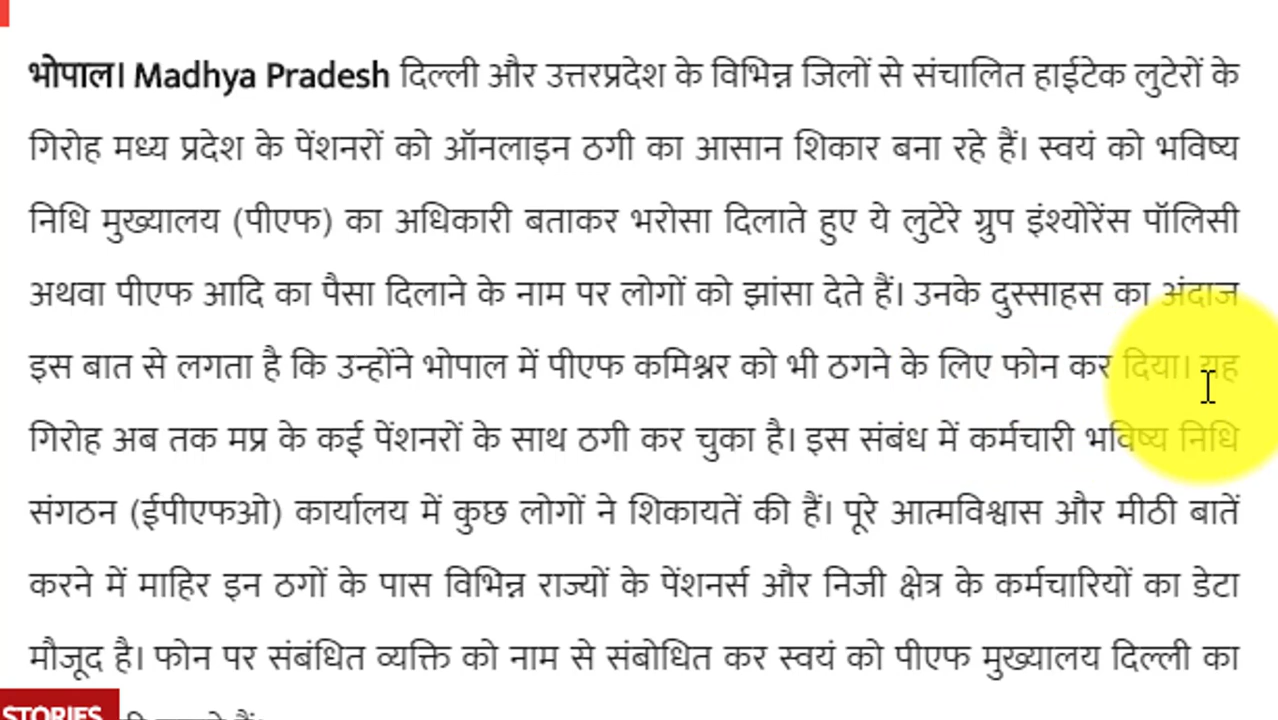 भोपाल। Madhya Pradesh दिल्ली और उत्तरप्रदेश के विभिन्न जिलों से संचालित हाईटेक लुटेरों के
गिरोह मध्य प्रदेश के पेंशनरों को ऑनलाइन ठगी का आसान शिकार बना रहे हैं। स्वयं को भविष्य
निधि मुख्यालय (पीएफ) का अधिकारी बताकर भरोसा दिलाते हुए ये लुटेरे ग्रुप इंश्योरेंस पॉलिसी
अथवा पीएफ आदि का पैसा दिलाने के नाम पर लोगों को झांसा देते हैं। उनके दुस्साहस का अंदाज
इस बात से लगता है कि उन्होंने भोपाल में पीएफ कमिश्नर को भी ठगने के लिए फोन कर दिया। यह
गिरोह अब तक मप्र के कई पेंशनरों के साथ ठगी कर चुका है। इस संबंध में कर्मचारी भविष्य निधि
संगठन (ईपीएफओ) कार्यालय में कुछ लोगों ने शिकायतें की हैं। पूरे आत्मविश्वास और मीठी बातें
करने में माहिर इन ठगों के पास विभिन्न राज्यों के पेंशनर्स और निजी क्षेत्र के कर्मचारियों का डेटा
मौजूद है। फोन पर संबंधित व्यक्ति को नाम से संबोधित कर स्वयं को पीएफ मुख्यालय दिल्ली का
STORIES